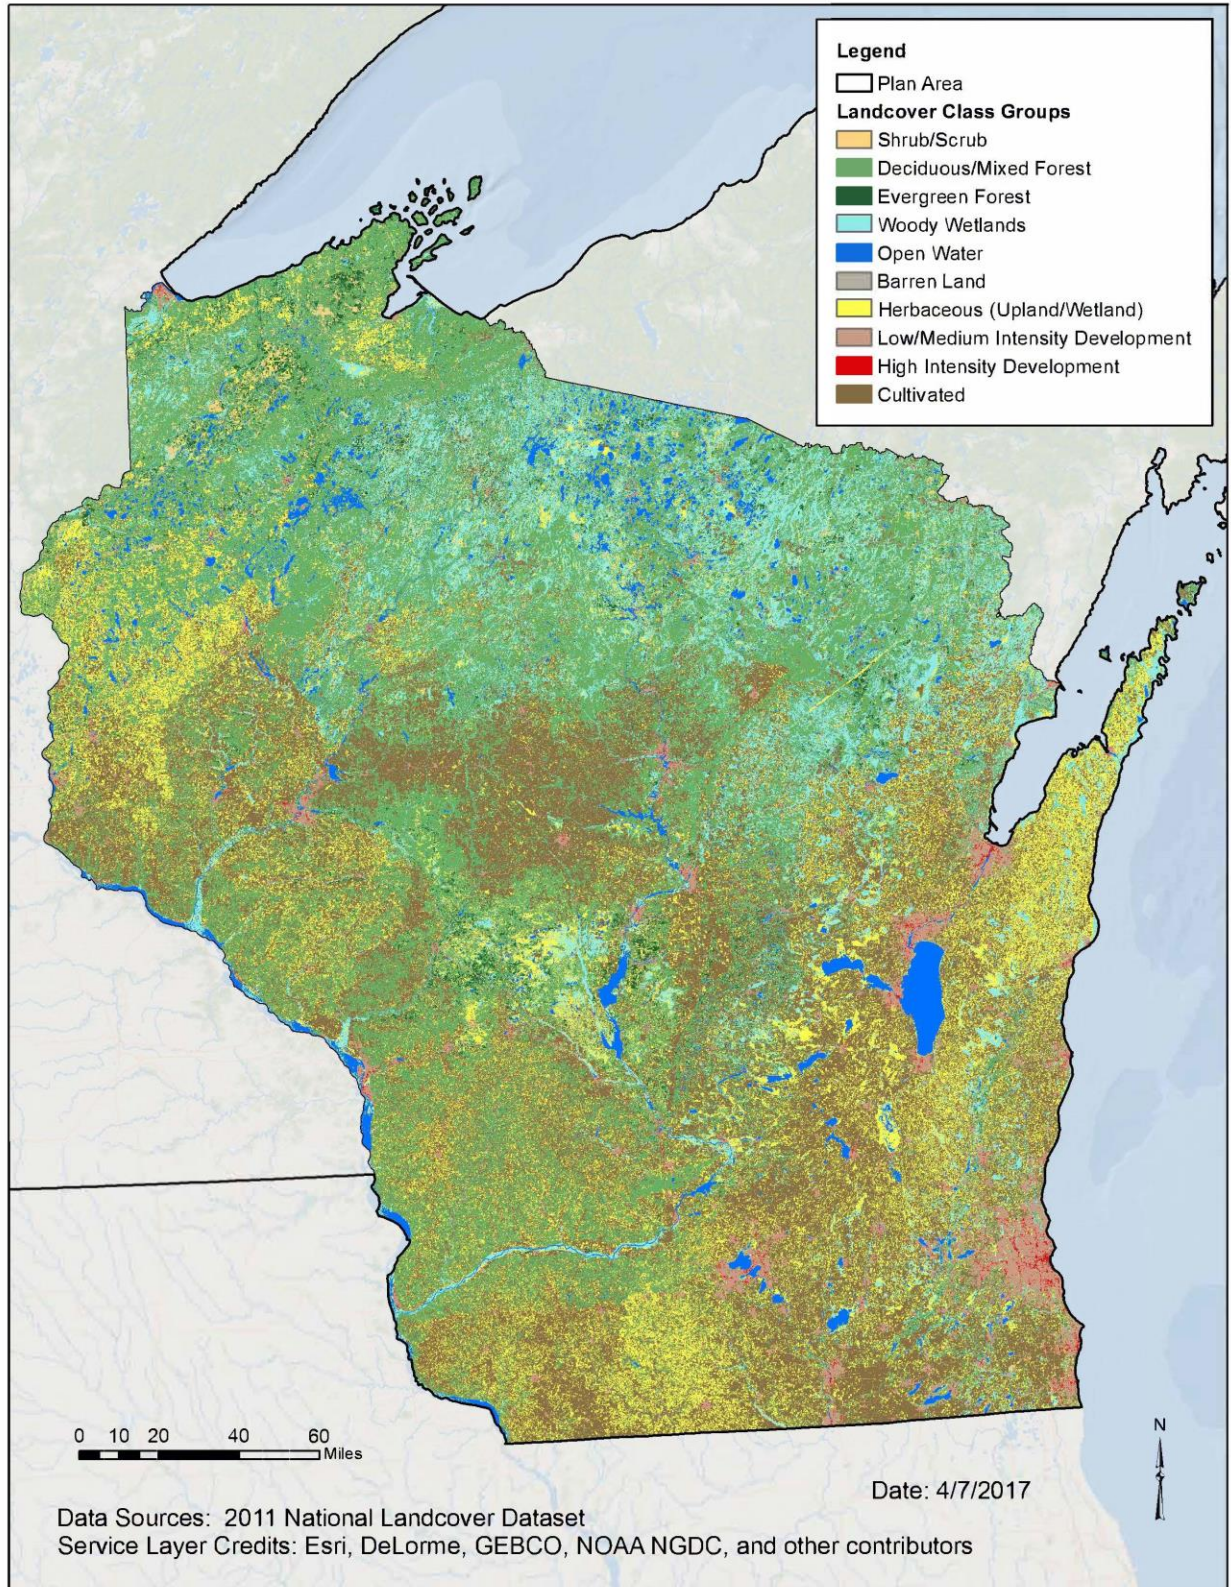 Legend
Plan Area
Landcover Class Groups
Shrub/Scrub
Deciduous/Mixed Forest
Evergreen Forest
Woody Wetlands
Open Water
Barren Land
Herbaceous (Upland/Wetland)
Low/Medium Intensity Development
High Intensity Development
Cultivated
0 10 20 40 60
Miles
N
Date: 4/7/2017
Data Sources: 2011 National Landcover Dataset
Service Layer Credits: Esri, DeLorme, GEBCO, NOAA NGDC, and other contributors